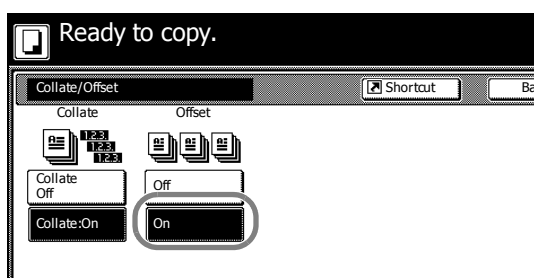 Ready to copy.
Collate/Offset
Shortcut
Ba
Collate
Offset
1.2.3.
1.2.3.
1.2.3.
Collate
Off
Off
Collate:On
On